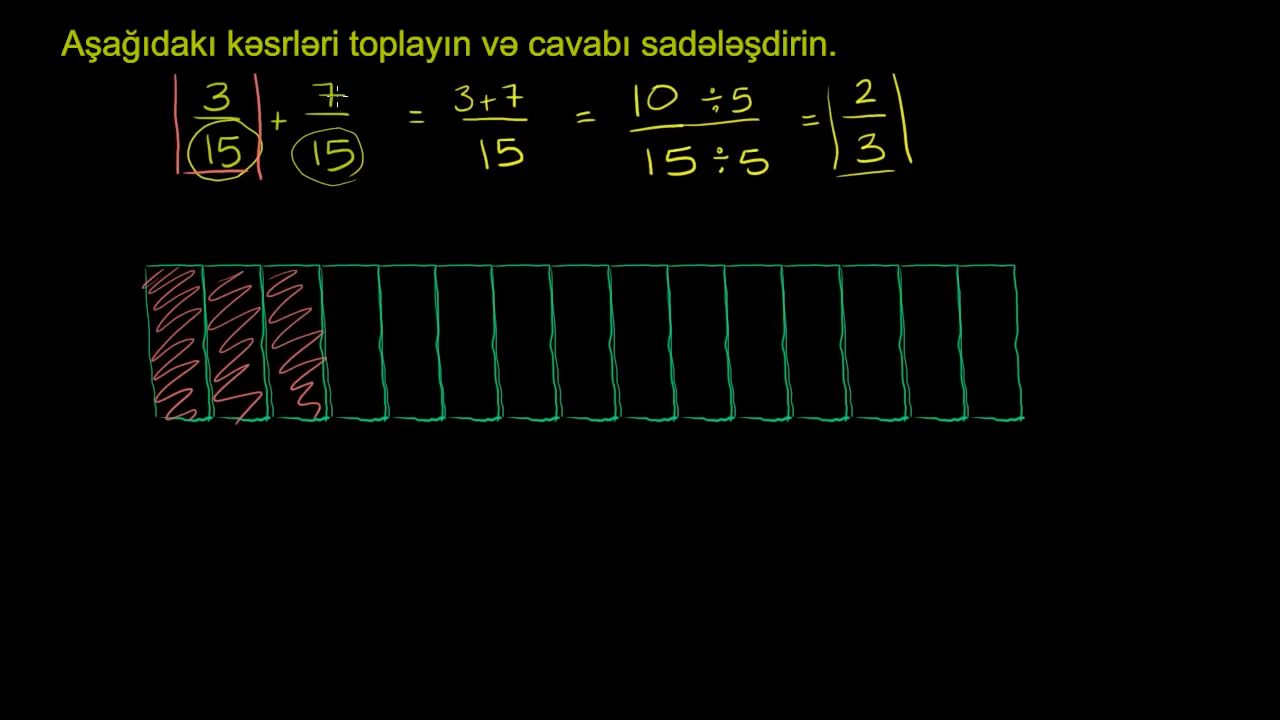 Aşağıdakı kəsrləri toplayın və cavabı sadələşdirin.
3/15 + 7/15 = 3+7/15 = 10 ÷5/15 ÷5 = 2/3